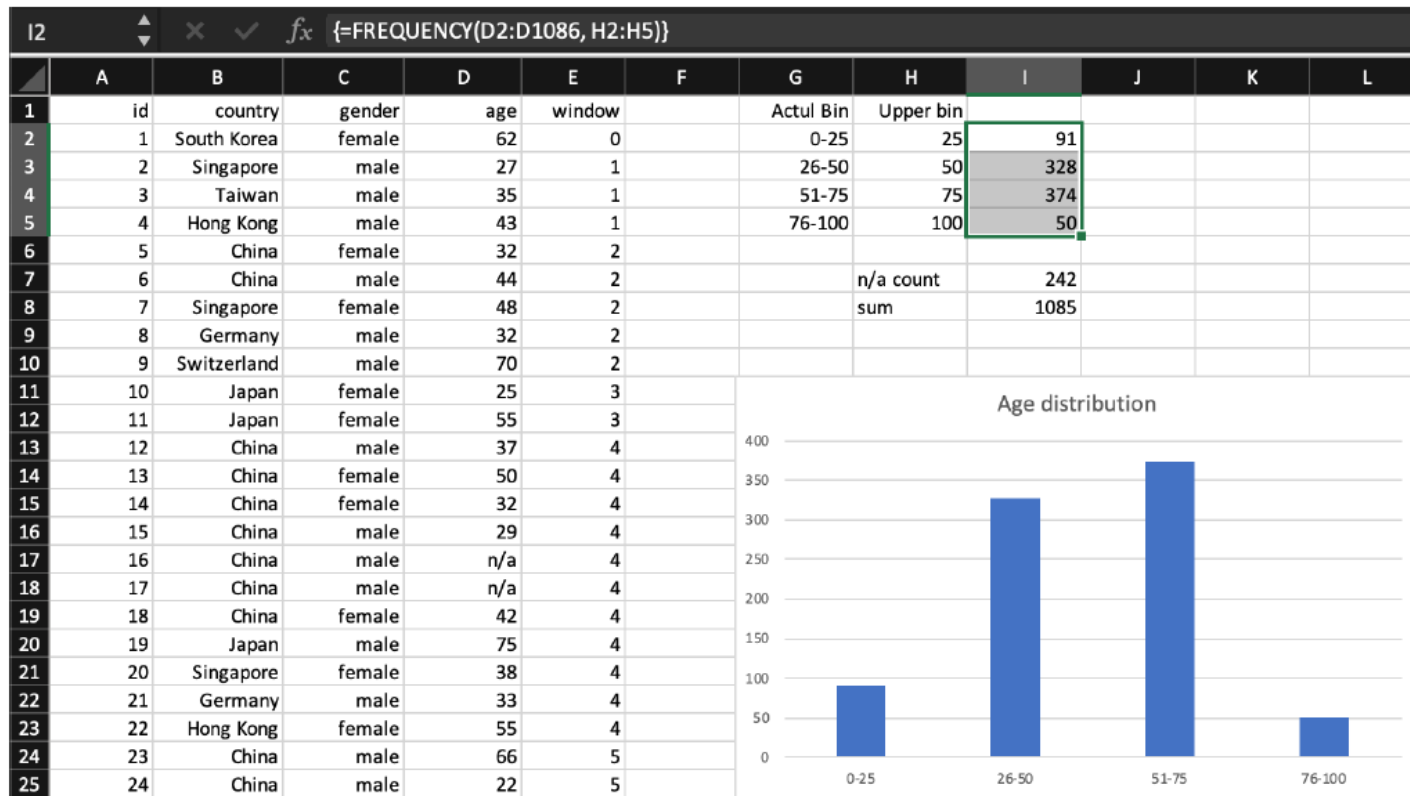 I2 fx {=FREQUENCY(D2:D1086, H2:H5)}
A B C D E F G H I J K L
1 id country gender age window Actul Bin Upper bin
2 1 South Korea female 62 0 0-25 25 91
3 2 Singapore male 27 1 26-50 50 328
4 3 Taiwan male 35 1 51-75 75 374
5 4 Hong Kong male 43 1 76-100 100 50
6 5 China female 32 2
7 6 China male 44 2 n/a count 242
8 7 Singapore female 48 2 sum 1085
9 8 Germany male 32 2
10 9 Switzerland male 70 2
11 10 Japan female 25 3
12 11 Japan female 55 3
13 12 China male 37 4
14 13 China female 50 4
15 14 China female 32 4
16 15 China male 29 4
17 16 China male n/a 4
18 17 China male n/a 4
19 18 China female 42 4
20 19 Japan male 75 4
21 20 Singapore female 38 4
22 21 Germany male 33 4
23 22 Hong Kong female 55 4
24 23 China male 66 5
25 24 China male 22 5
Age distribution
400
350
300
250
200
150
100
50
0
0-25 26-50 51-75 76-100